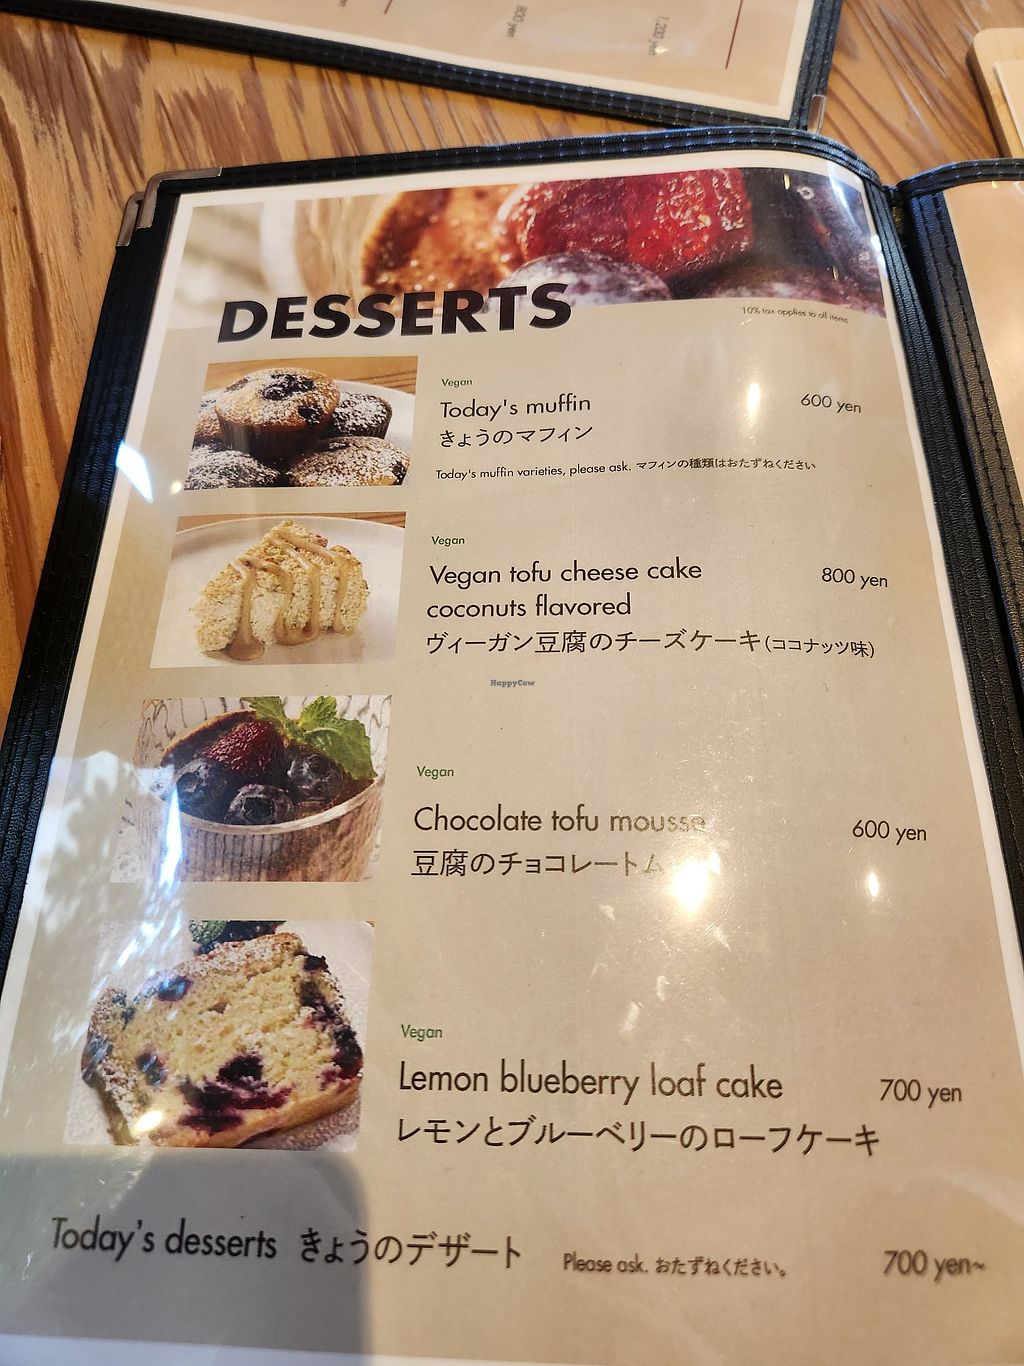 800 yen
1,200 yen
DESSERTS
10% tax applies to all items
Vegan
Today's muffin 600 yen
きょうのマフィン
Today's muffin varieties, please ask. マフィンの種類はおたずねください
Vegan
Vegan tofu cheese cake 800 yen
coconuts flavored
ヴィーガン豆腐のチーズケーキ(ココナッツ味)
HappyCow
Vegan
Chocolate tofu mousse 600 yen
豆腐のチョコレートム
Vegan
Lemon blueberry loaf cake 700 yen
レモンとブルーベリーのローフケーキ
Today's desserts きょうのデザート Please ask. おたずねください。 700 yen~